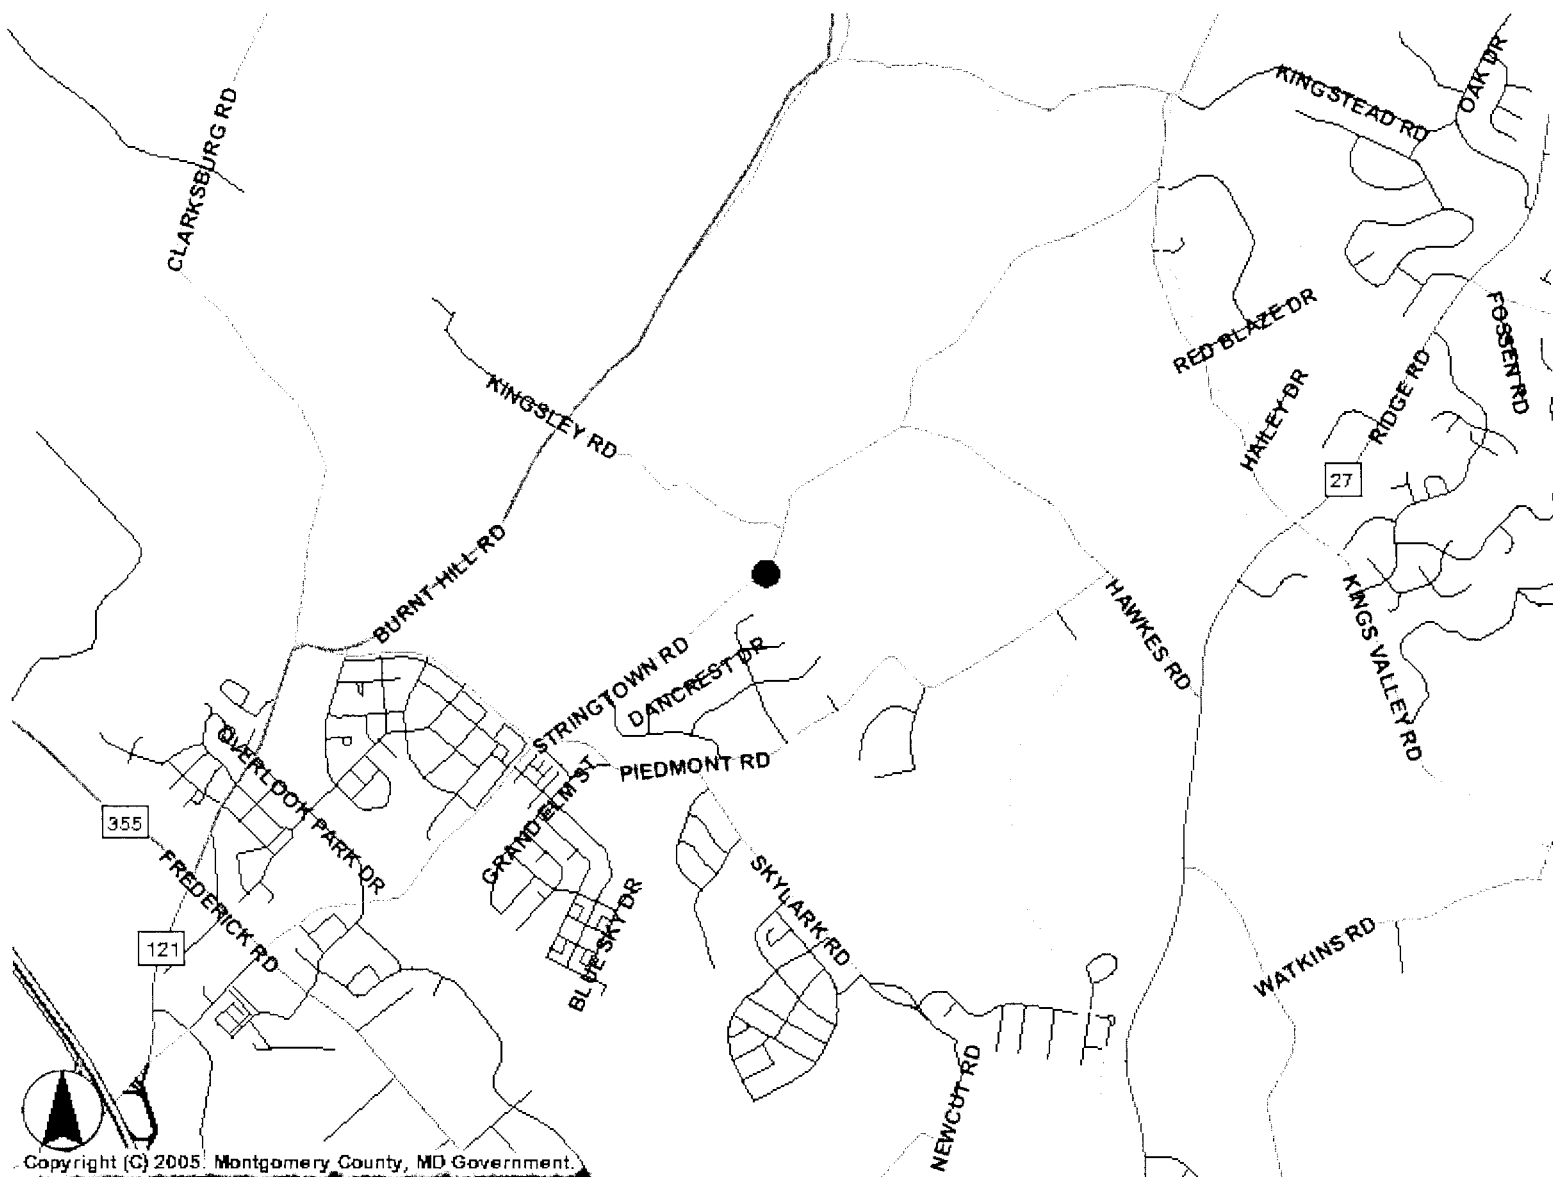 OAK DR
KINGSTEAD RD
CLARKSBURG RD
RED BLAZE DR
FOSSEN RD
RIDGE RD
HAILEY DR
KINGSLEY RD
27
BURNT HILL RD
HAWKES RD
KINGS VALLEY RD
STRINGTOWN RD
DANCREST DR
PIEDMONT RD
OVERLOOK PARK DR
GRAND ELM ST
355
FREDERICK RD
SKYLARK RD
BLUE SKY DR
121
WATKINS RD
NEWCUT RD
Copyright (C) 2005. Montgomery County, MD Government.